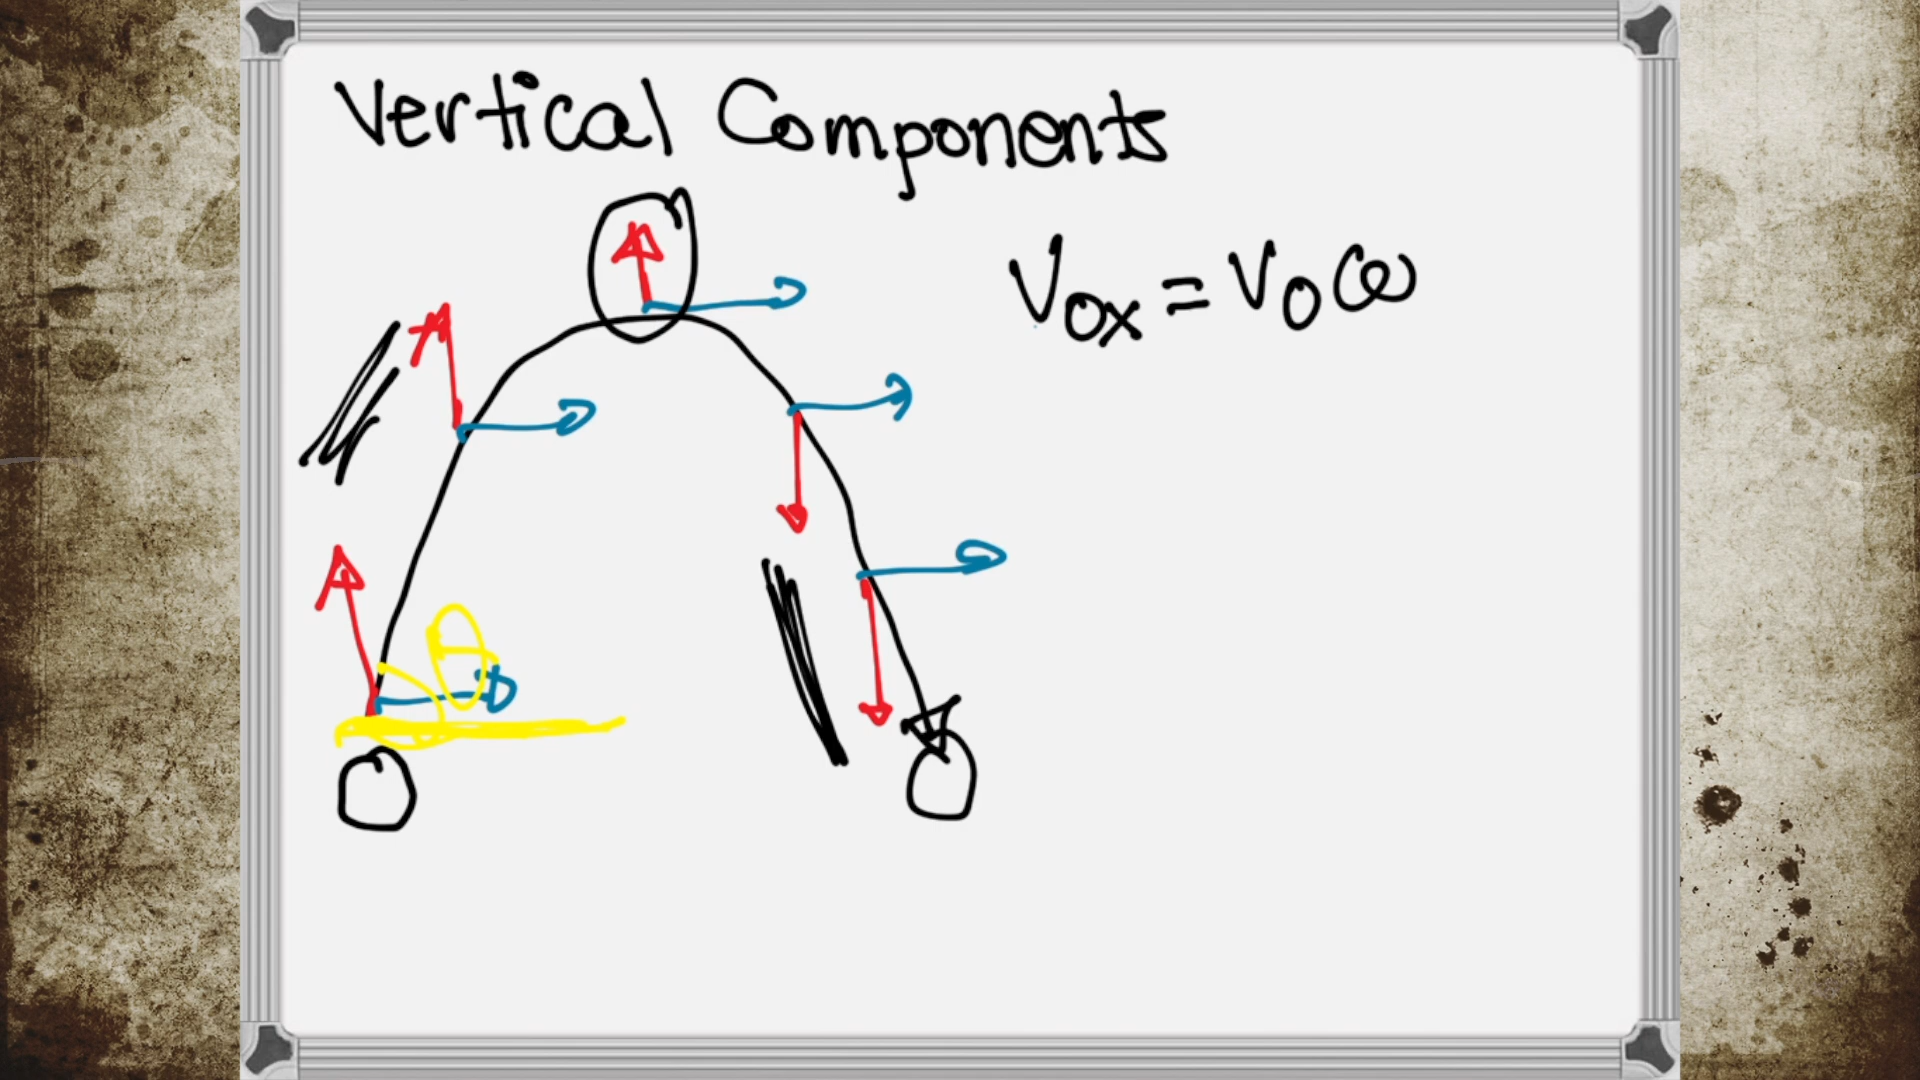 Vertical Components
Vox = Vo co
θ